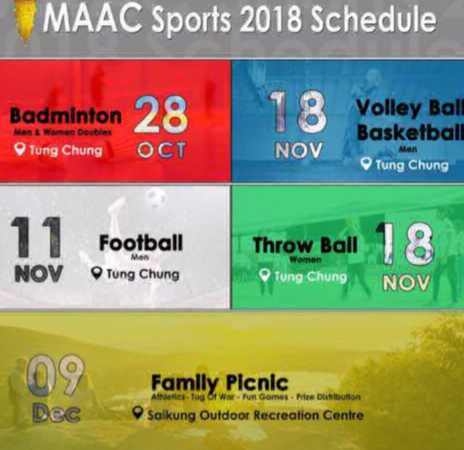 MAAC Sports 2018 Schedule
Badminton
Men & Women Doubles
Tung Chung
28
OCT
18
NOV
Volley Ball
Basketball
Men
Tung Chung
11
NOV
Football
Men
Tung Chung
Throw Ball
Women
Tung Chung
18
NOV
09
Dec
Family Picnic
Athletics- Tug Of War - Fun Games - Prize Distribution
Saikung Outdoor Recreation Centre